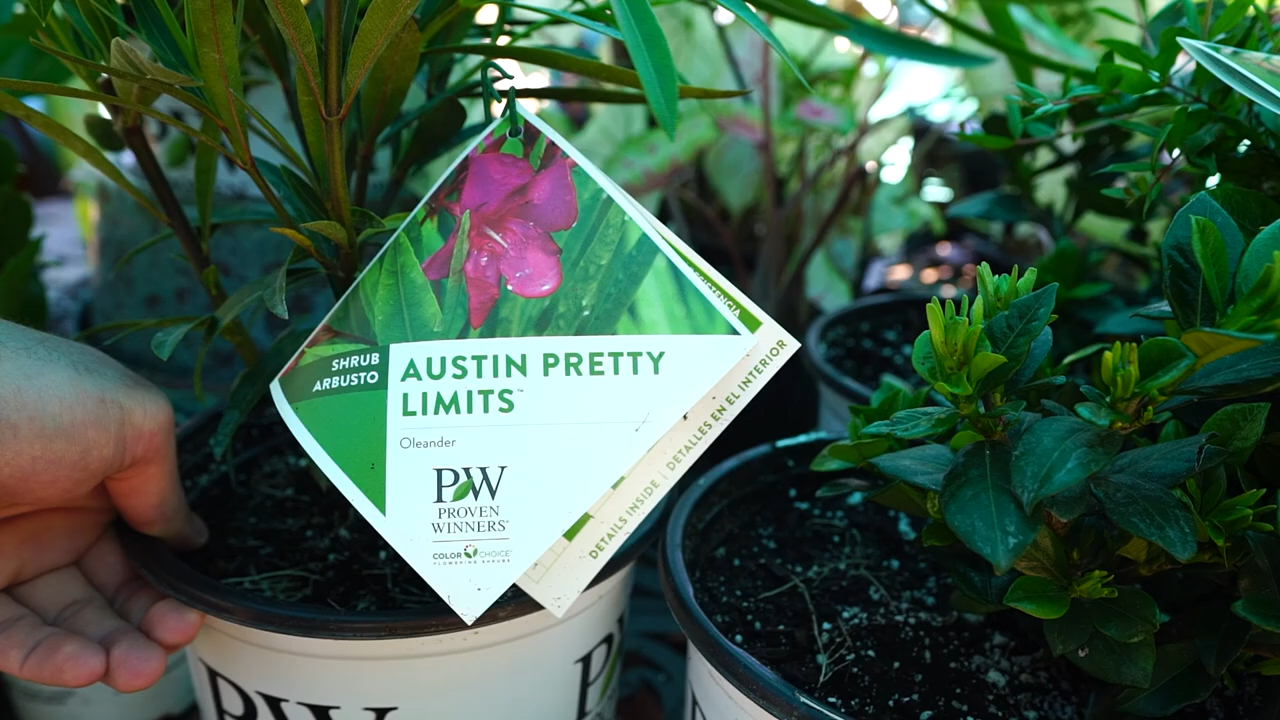 SHRUB
ARBUSTO
AUSTIN PRETTY
LIMITS™
Oleander
PW
PROVEN
WINNERS®
COLOR CHOICE®
FLOWERING SHRUBS
DETAILS INSIDE | DETALLES EN EL INTERIOR
PW
P